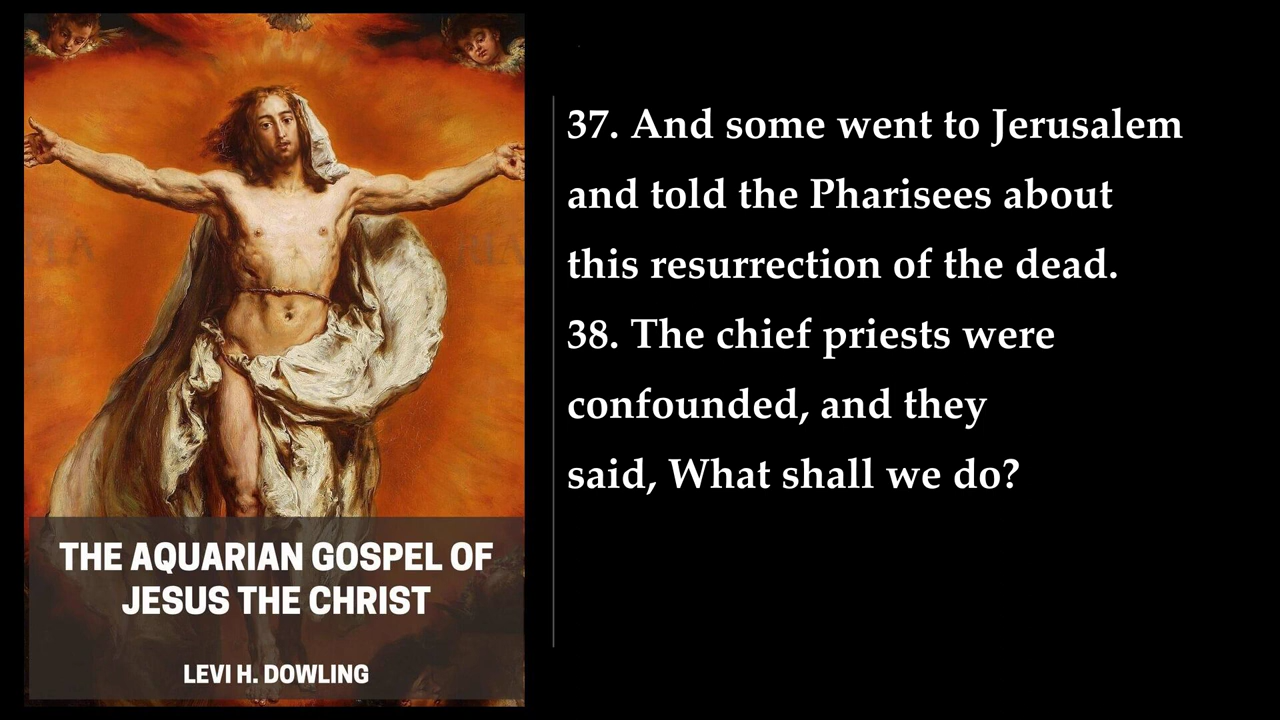 THE AQUARIAN GOSPEL OF
JESUS THE CHRIST
LEVI H. DOWLING
37. And some went to Jerusalem
and told the Pharisees about
this resurrection of the dead.
38. The chief priests were
confounded, and they
said, What shall we do?